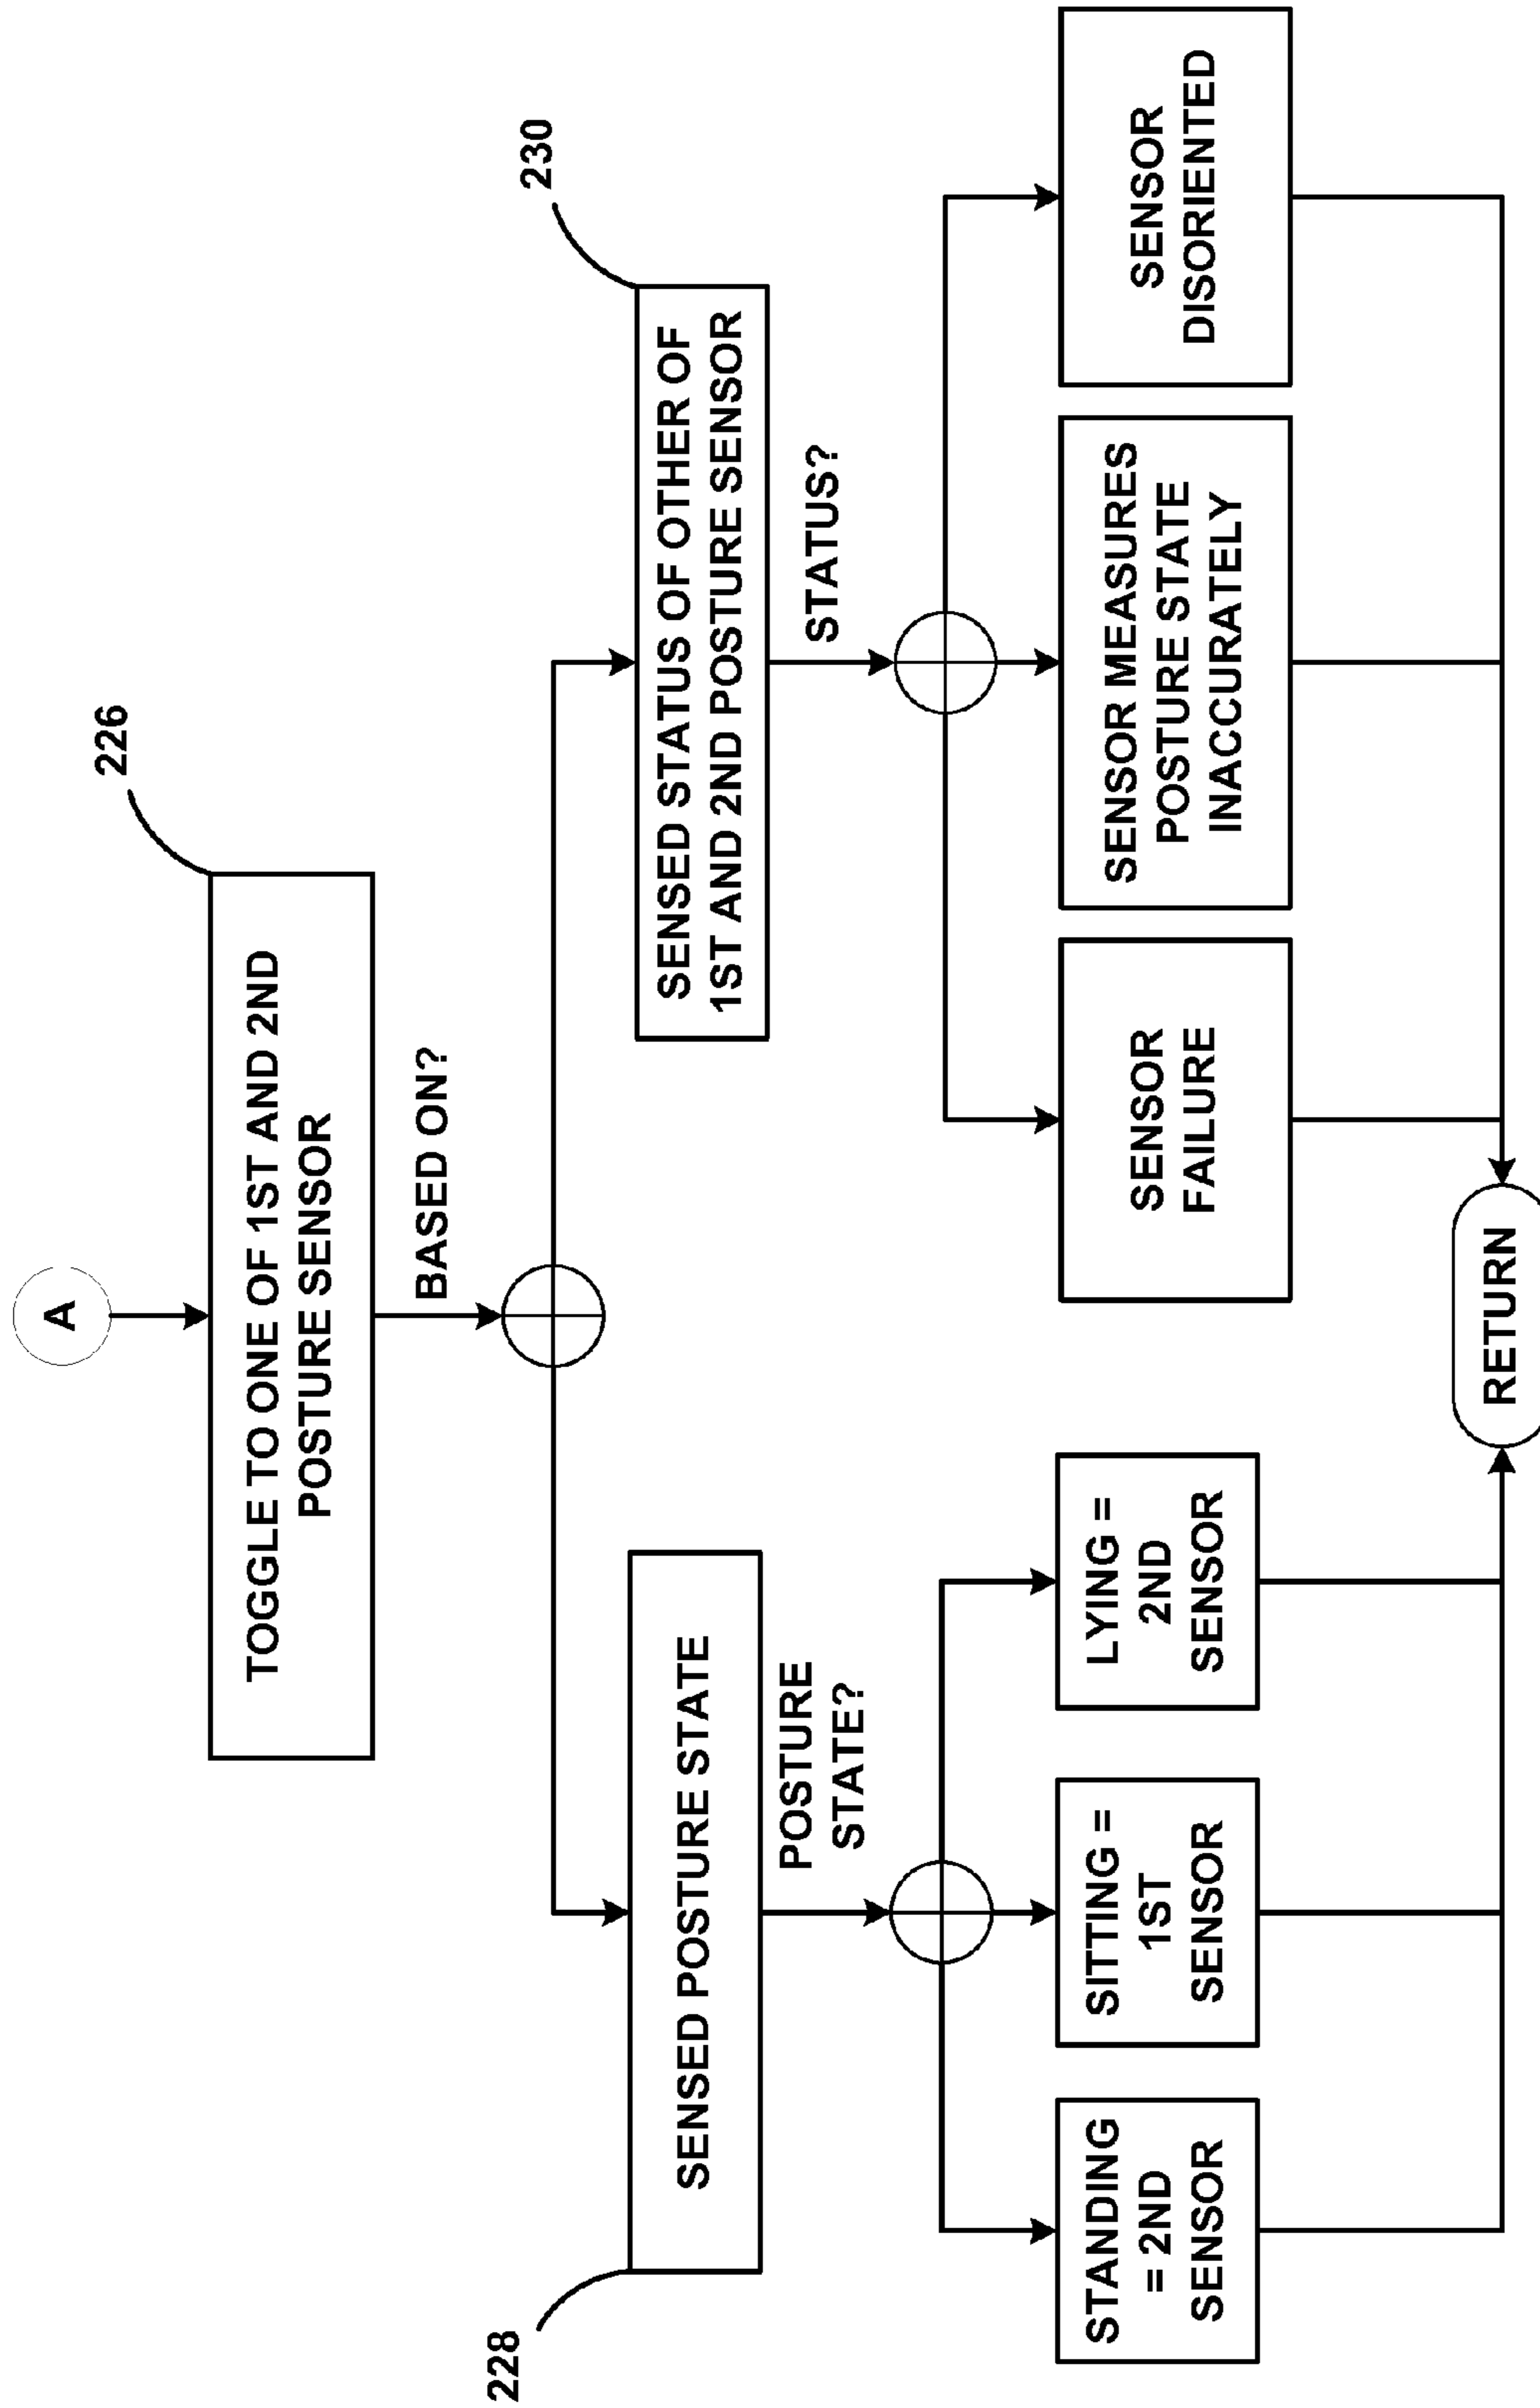 A
226
TOGGLE TO ONE OF 1ST AND 2ND
POSTURE SENSOR
BASED ON?
228
SENSED POSTURE STATE
POSTURE
STATE?
STANDING
= 2ND
SENSOR
SITTING =
1ST
SENSOR
LYING =
2ND
SENSOR
230
SENSED STATUS OF OTHER OF
1ST AND 2ND POSTURE SENSOR
STATUS?
SENSOR
FAILURE
SENSOR MEASURES
POSTURE STATE
INACCURATELY
SENSOR
DISORIENTED
RETURN